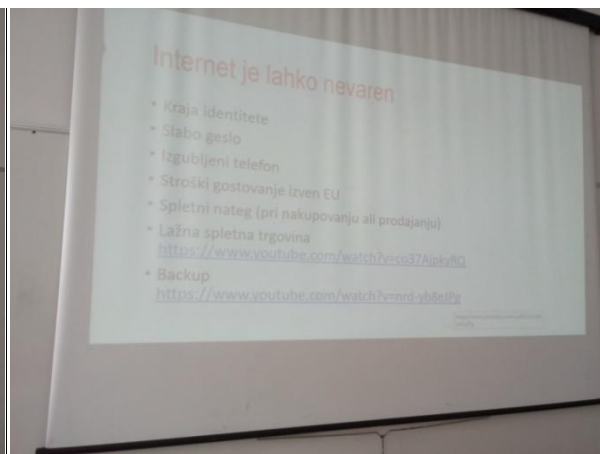 Internet je lahko nevaren
• Kraja identitete
• Slabo geslo
• Izgubljeni telefon
• Stroški gostovanje izven EU
• Spletni nateg (pri nakupovanju ali prodajanju)
• Lažna spletna trgovina
• Backup